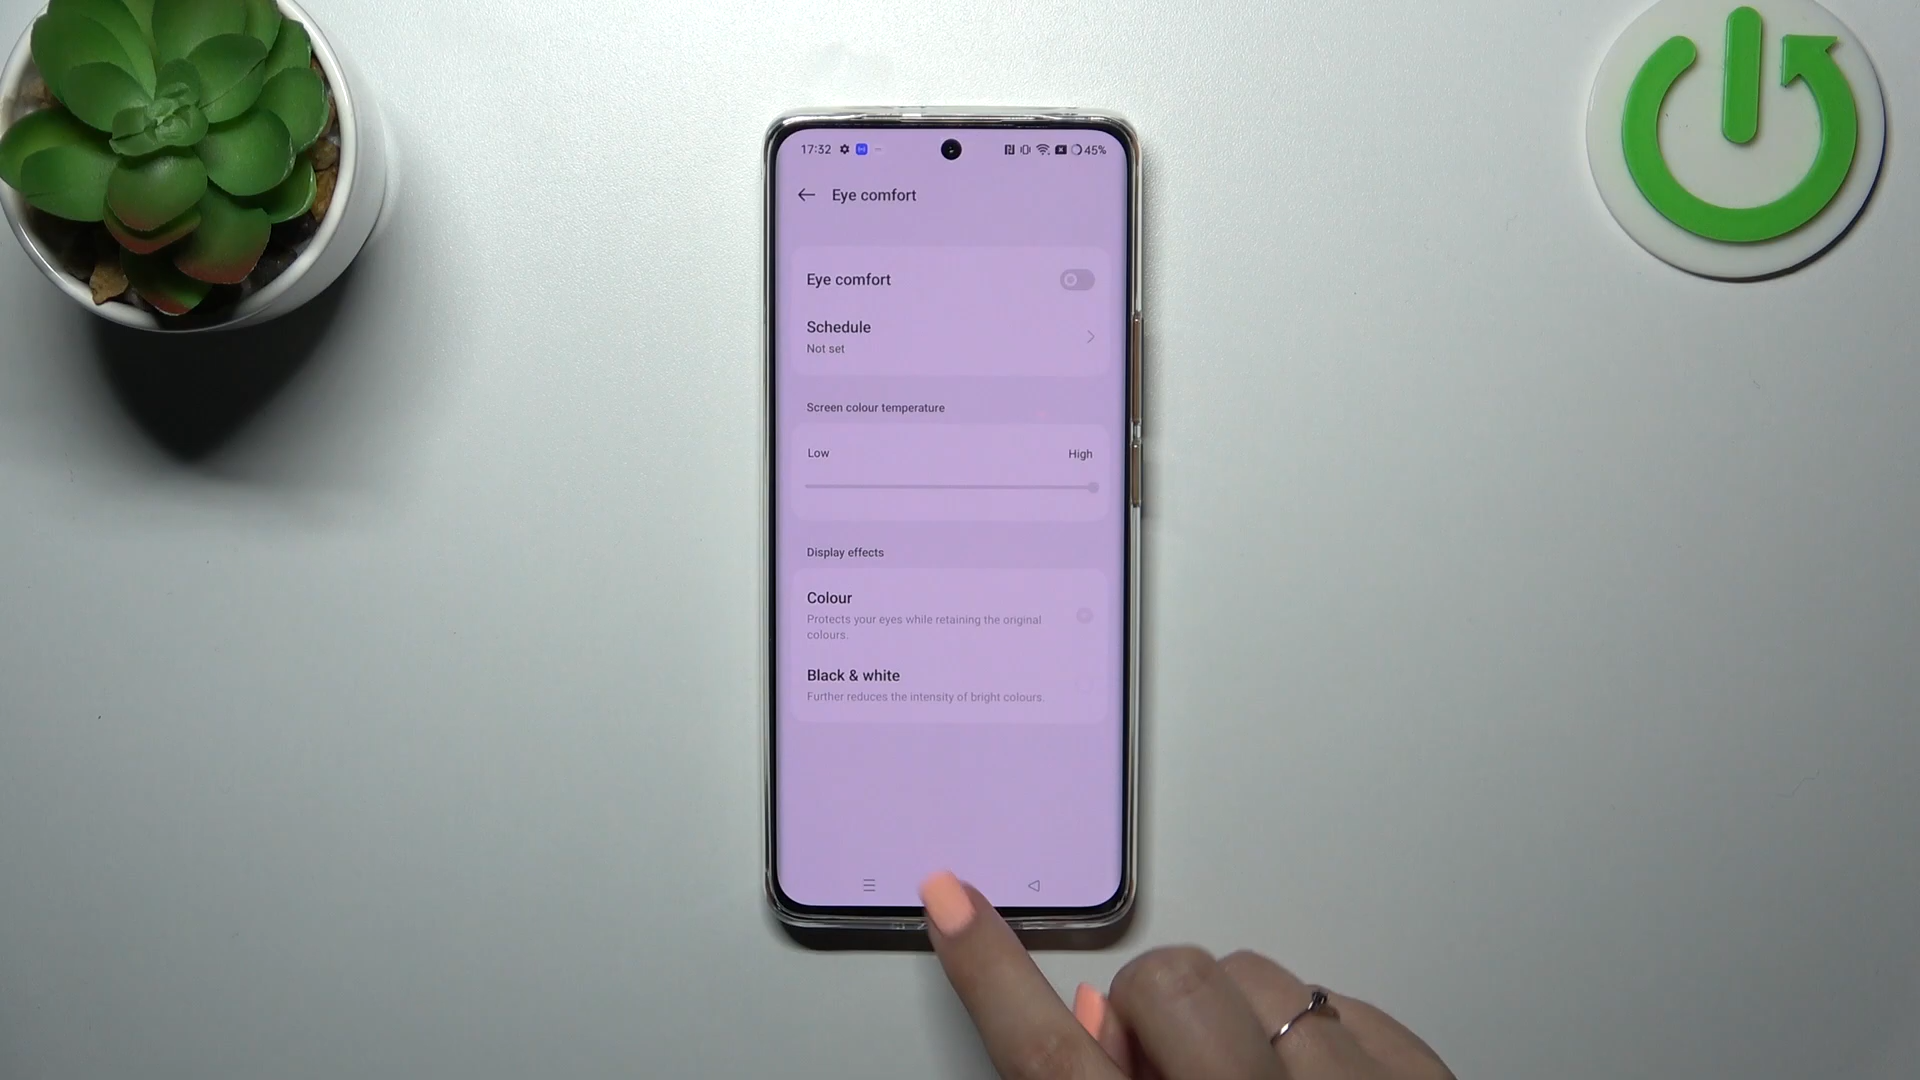 17:32
45%
Eye comfort
Eye comfort
Schedule
Not set
Screen colour temperature
Low
High
Display effects
Colour
Protects your eyes while retaining the original
colours.
Black & white
Further reduces the intensity of bright colours.